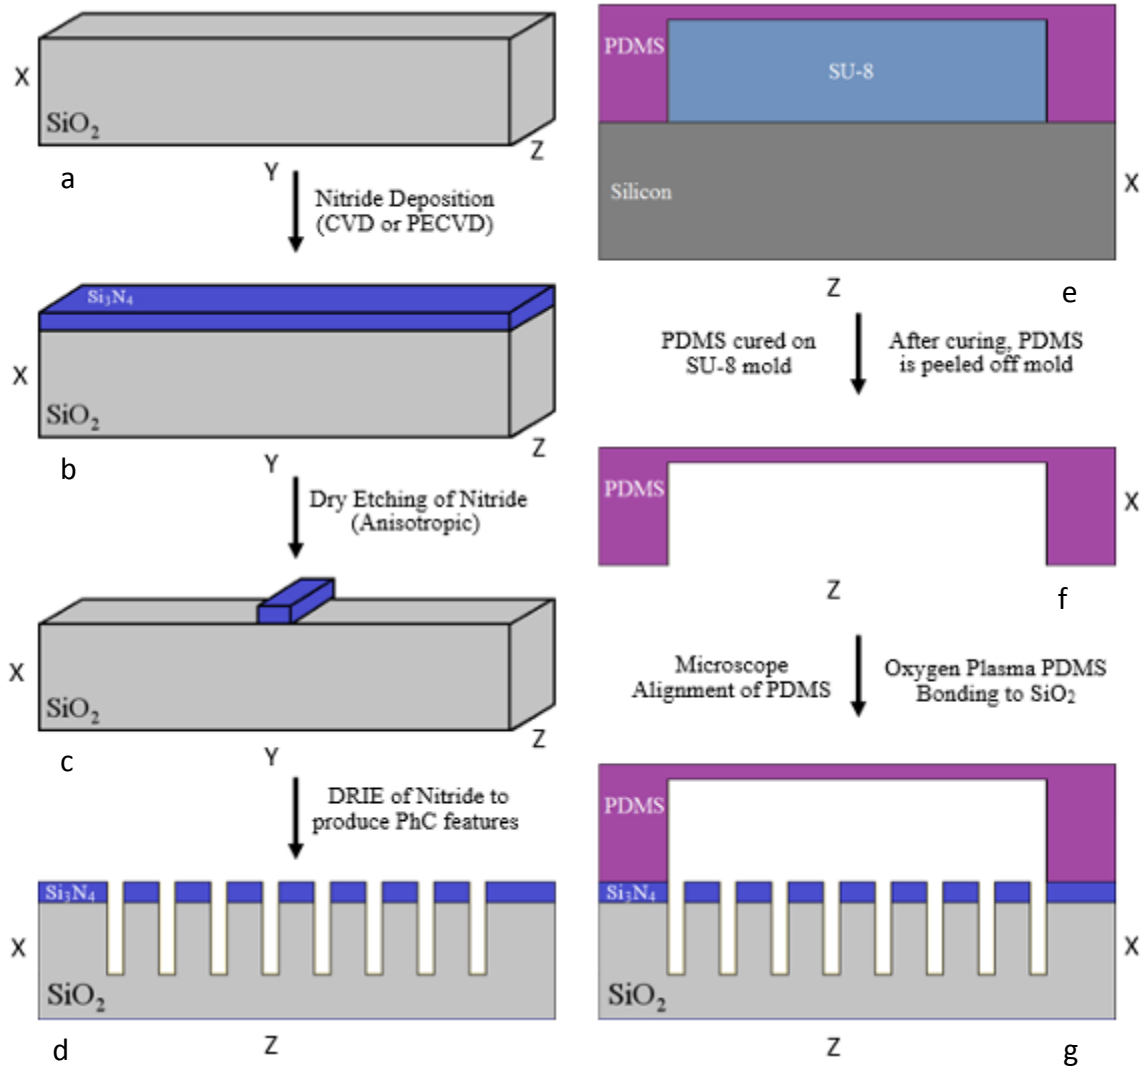 X
SiO₂
Z
Y
a
Nitride Deposition
(CVD or PECVD)
Si₃N₄
X
SiO₂
Z
Y
b
Dry Etching of Nitride
(Anisotropic)
X
SiO₂
Z
Y
c
DRIE of Nitride to
produce PhC features
Si₃N₄
X
SiO₂
Z
d
PDMS
SU-8
Silicon
X
Z
e
PDMS cured on
SU-8 mold
After curing, PDMS
is peeled off mold
PDMS
X
Z
f
Microscope
Alignment of PDMS
Oxygen Plasma PDMS
Bonding to SiO₂
PDMS
Si₃N₄
X
SiO₂
Z
g